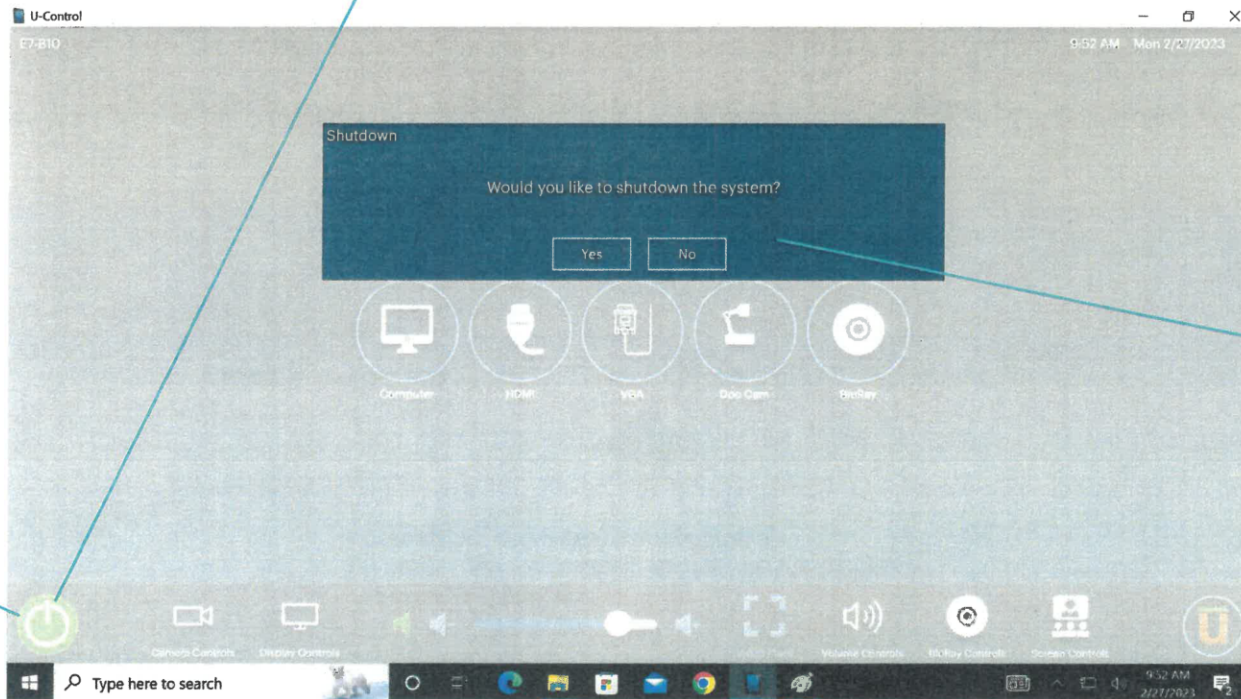 U-Control
E7-B10
9:52 AM Mon 2/27/2023
Shutdown
Would you like to shutdown the system?
Yes
No
Computer
HDMI
VGA
Doc Cam
BluRay
Camera Controls
Display Controls
Volume Controls
BluRay Controls
Screen Controls
Type here to search
9:52 AM
2/27/2023
2